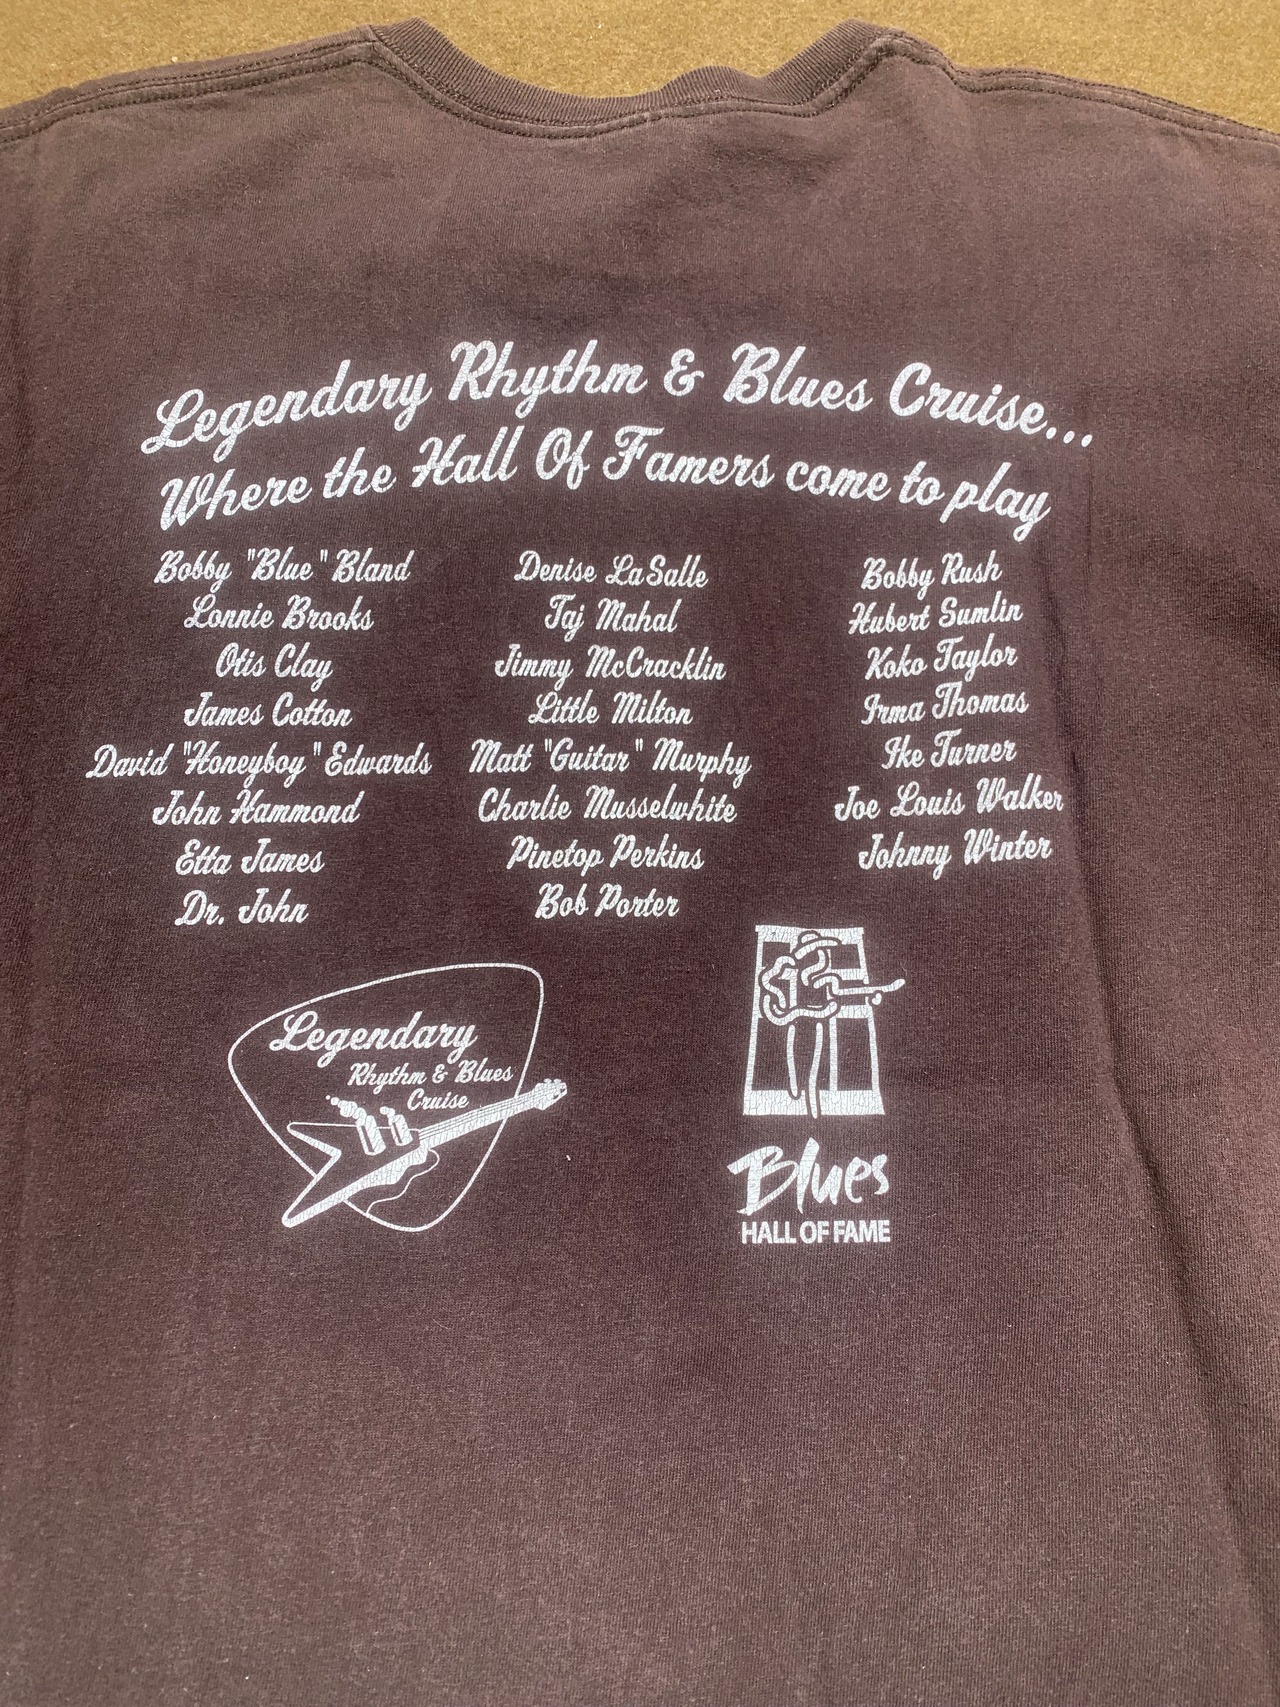 Legendary Rhythm & Blues Cruise...
Where the Hall Of Famers come to play
Bobby "Blue" Bland
Lonnie Brooks
Otis Clay
James Cotton
David "Honeyboy" Edwards
John Hammond
Etta James
Dr. John
Denise LaSalle
Taj Mahal
Jimmy McCracklin
Little Milton
Matt "Guitar" Murphy
Charlie Musselwhite
Pinetop Perkins
Bob Porter
Bobby Rush
Hubert Sumlin
Koko Taylor
Irma Thomas
Ike Turner
Joe Louis Walker
Johnny Winter
Legendary
Rhythm & Blues
Cruise
Blues
HALL OF FAME